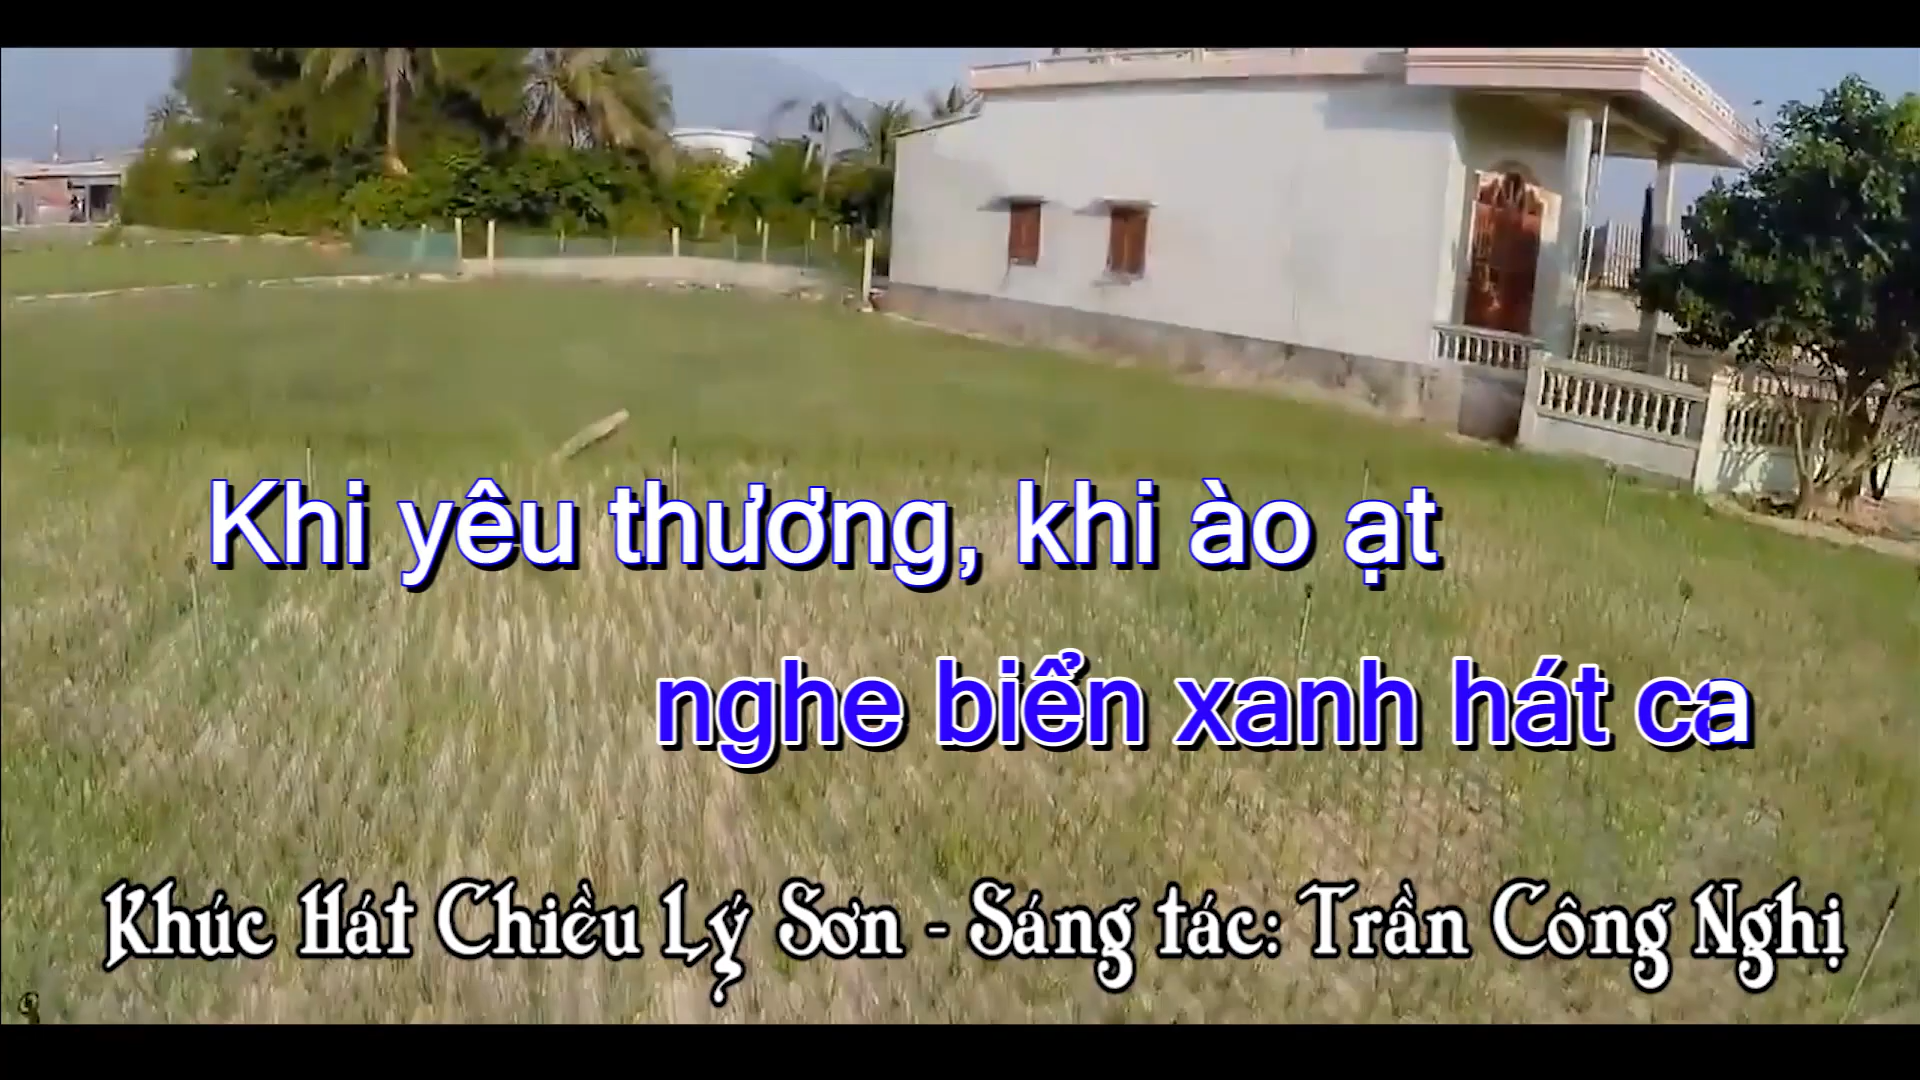 Khi yêu thương, khi ào ạt
nghe biển xanh hát ca
Khúc Hát Chiều Lý Sơn - Sáng tác: Trần Công Nghị